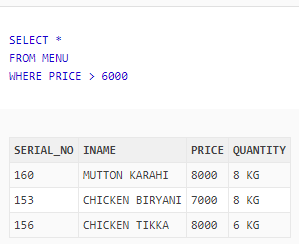 SELECT *
FROM MENU
WHERE PRICE > 6000
SERIAL_NO INAME PRICE QUANTITY
160 MUTTON KARAHI 8000 8 KG
153 CHICKEN BIRYANI 7000 8 KG
156 CHICKEN TIKKA 8000 6 KG